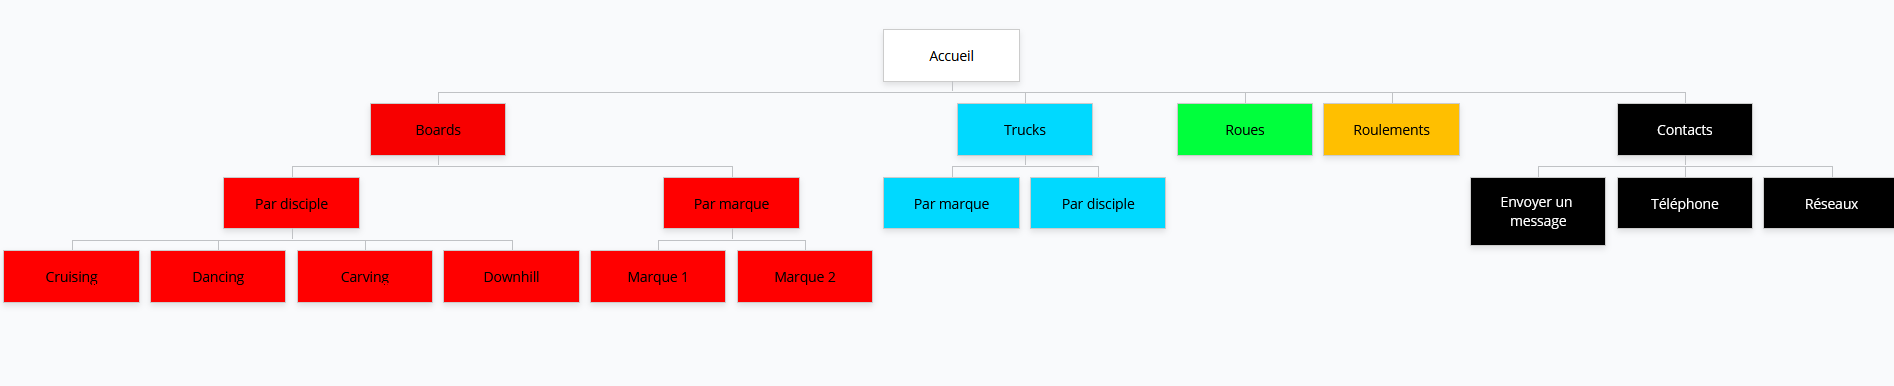 Accueil
Boards
Trucks
Roues
Roulements
Contacts
Par disciple
Par marque
Par marque
Par disciple
Envoyer un
message
Téléphone
Réseaux
Cruising
Dancing
Carving
Downhill
Marque 1
Marque 2